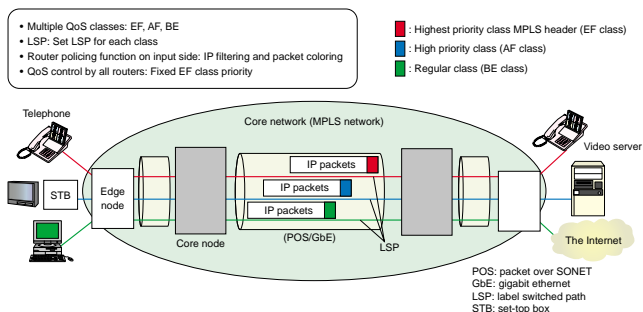 • Multiple QoS classes: EF, AF, BE
• LSP: Set LSP for each class
• Router policing function on input side: IP filtering and packet coloring
• QoS control by all routers: Fixed EF class priority
: Highest priority class MPLS header (EF class)
: High priority class (AF class)
: Regular class (BE class)
Telephone
Core network (MPLS network)
Video server
IP packets
STB
Edge node
IP packets
IP packets
Core node
(POS/GbE)
LSP
The Internet
POS: packet over SONET
GbE: gigabit ethernet
LSP: label switched path
STB: set-top box